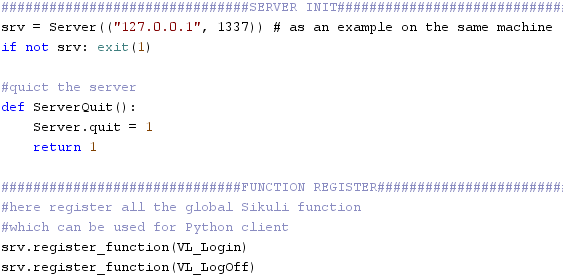 ###############################SERVER INIT############################
srv = Server(("127.0.0.1", 1337)) # as an example on the same machine
if not srv: exit(1)
#quict the server
def ServerQuit():
    Server.quit = 1
    return 1
##############################FUNCTION REGISTER#######################
#here register all the global Sikuli function
#which can be used for Python client
srv.register_function(VL_Login)
srv.register_function(VL_LogOff)